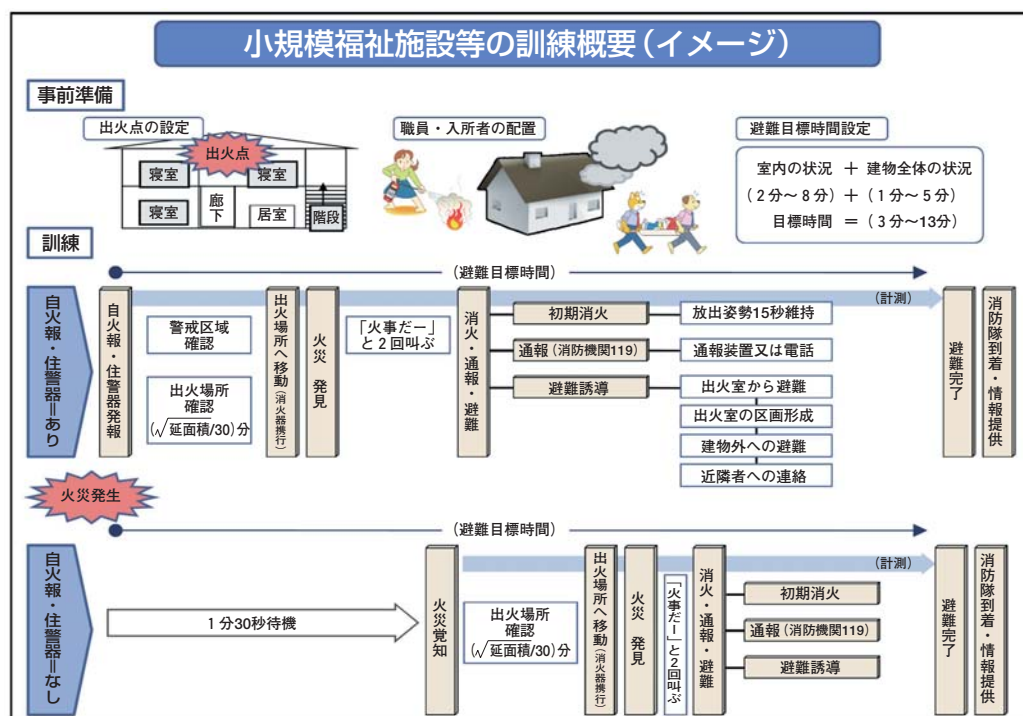 小規模福祉施設等の訓練概要(イメージ)
事前準備
出火点の設定
出火点
寝室
寝室
寝室
廊下
居室
階段
職員・入所者の配置
避難目標時間設定
室内の状況 + 建物全体の状況
(2分～8分)+(1分～5分)
目標時間 =(3分～13分)
訓練
(避難目標時間)
(計測)
自火報・住警器=あり
自火報・住警器発報
警戒区域
確認
出火場所
確認
(√延面積/30)分
出火場所へ移動(消火器携行)
火災 発見
「火事だー」
と2回叫ぶ
消火・通報・避難
初期消火
放出姿勢15秒維持
通報(消防機関119)
通報装置又は電話
避難誘導
出火室から避難
出火室の区画形成
建物外への避難
近隣者への連絡
避難完了
消防隊到着・情報提供
火災発生
(避難目標時間)
(計測)
自火報・住警器=なし
1分30秒待機
火災覚知
出火場所
確認
(√延面積/30)分
出火場所へ移動(消火器携行)
火災 発見
「火事だー」と2回叫ぶ
消火・通報・避難
初期消火
通報(消防機関119)
避難誘導
避難完了
消防隊到着・情報提供